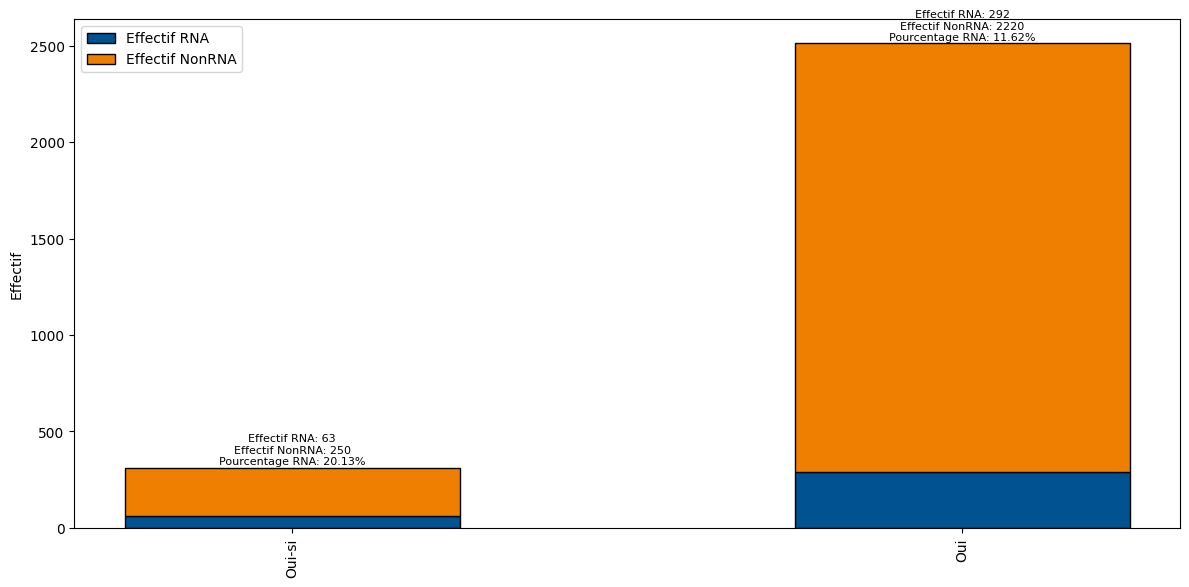 Effectif RNA: 292
Effectif NonRNA: 2220
Pourcentage RNA: 11.62%
Effectif RNA
Effectif NonRNA
2500
2000
1500
1000
500
0
Effectif
Effectif RNA: 63
Effectif NonRNA: 250
Pourcentage RNA: 20.13%
Oui-si
Oui